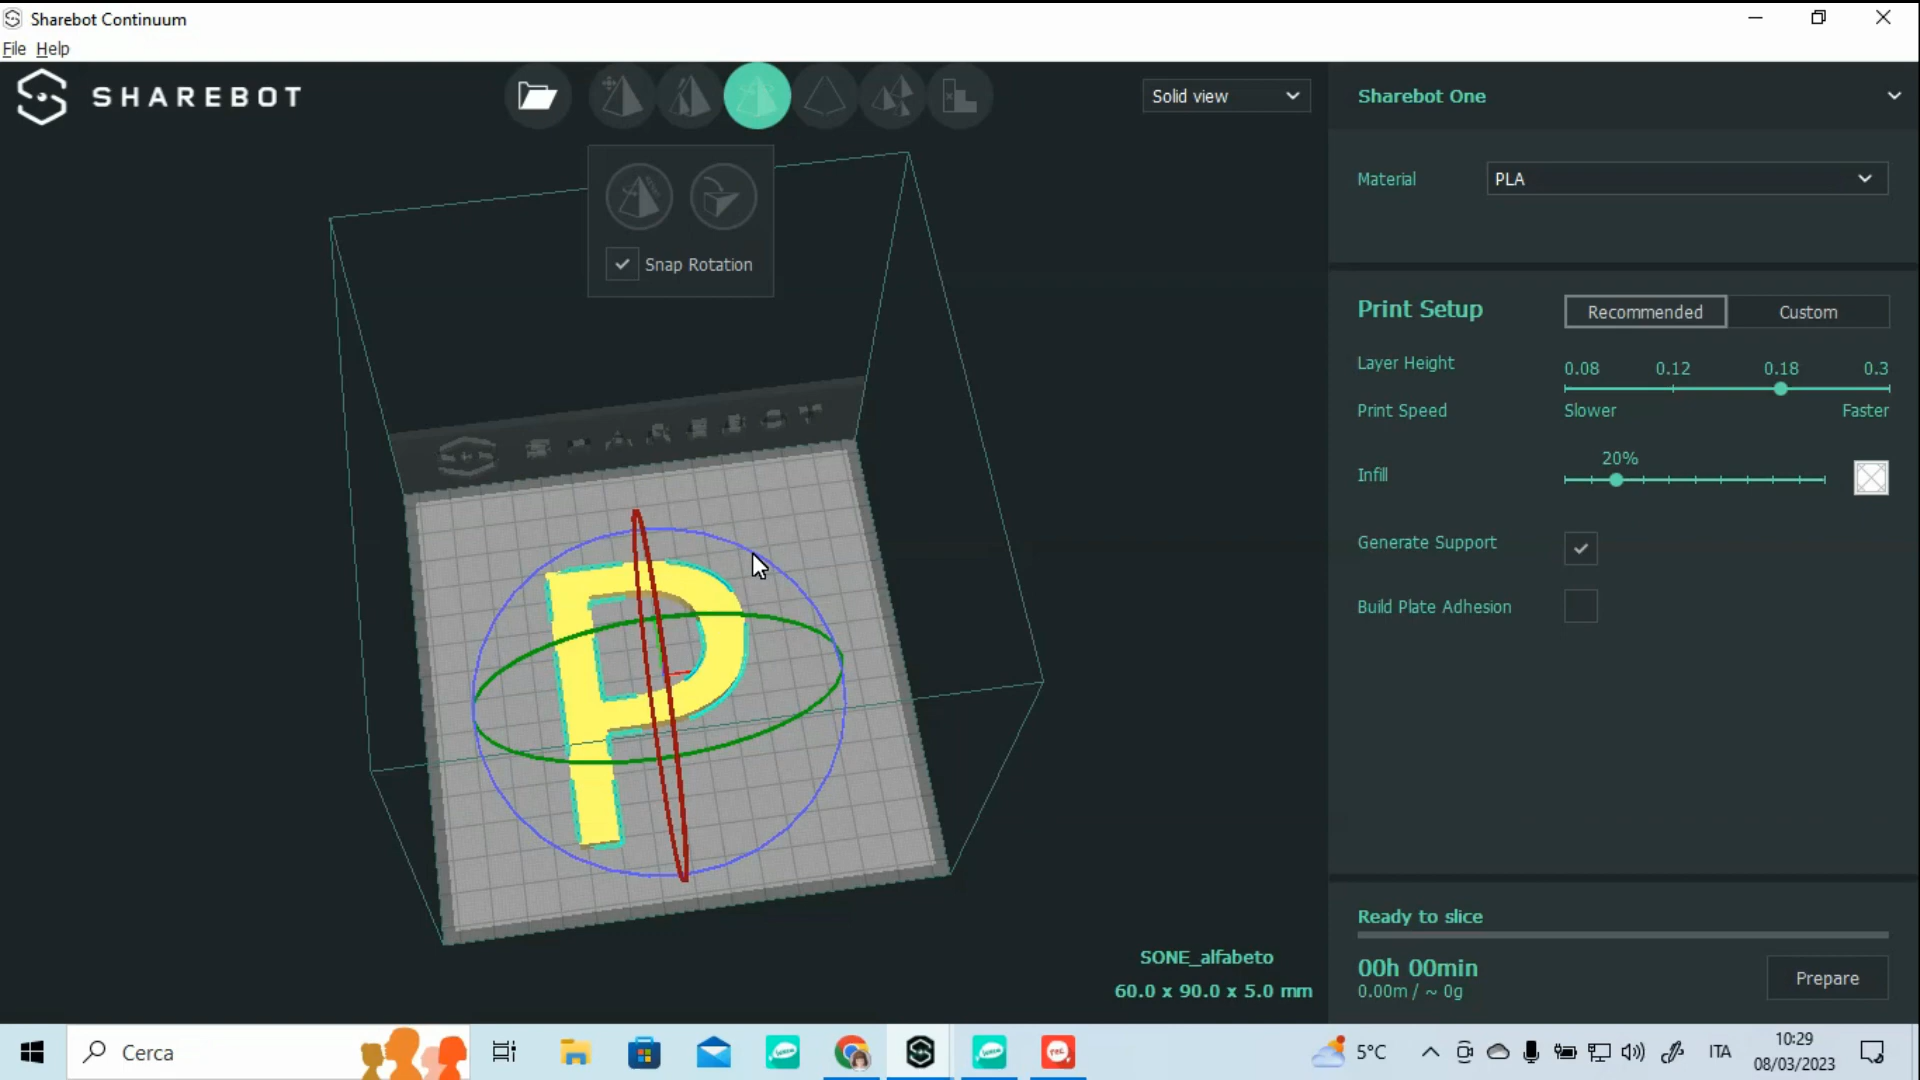 Sharebot Continuum
File Help
SHAREBOT
Solid view
Sharebot One
Snap Rotation
Material
PLA
Print Setup
Recommended
Custom
Layer Height
0.08 0.12 0.18 0.3
Print Speed
Slower Faster
20%
Infill
Generate Support
Build Plate Adhesion
SHAREBOT
SONE_alfabeto
60.0 x 90.0 x 5.0 mm
Ready to slice
00h 00min
0.00m / ~ 0g
Prepare
Cerca
rec
5°C
ITA
10:29
08/03/2023